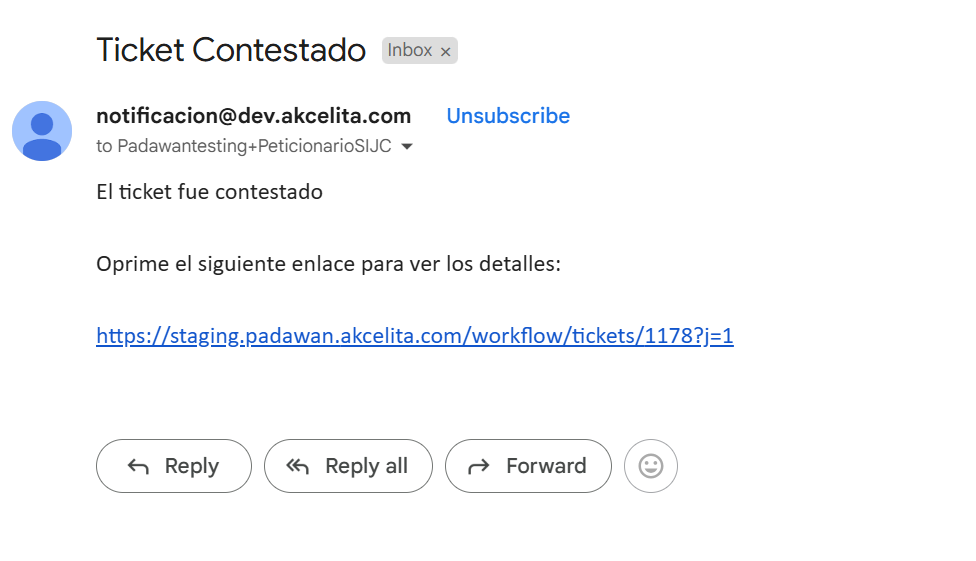 Ticket Contestado Inbox ×
notificacion@dev.akcelita.com Unsubscribe
to Padawantesting+PeticionarioSIJC
El ticket fue contestado
Oprime el siguiente enlace para ver los detalles:
https://staging.padawan.akcelita.com/workflow/tickets/1178?j=1
Reply Reply all Forward